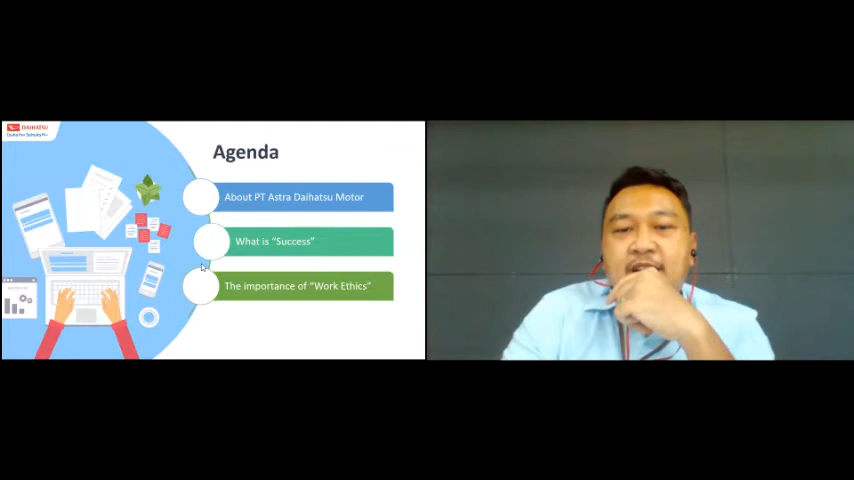 DAIHATSU
Agenda
About PT Astra Daihatsu Motor
What is “Success”
The importance of “Work Ethics”